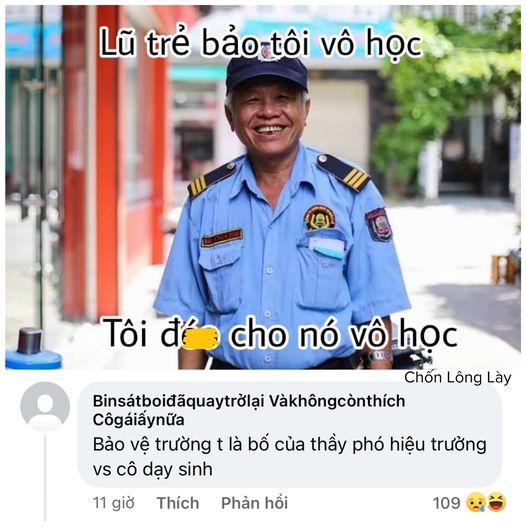 Lũ trẻ bảo tôi vô học
Tôi cho nó vô học
Chốn Lông Lày
Binsátboiđãquaytrởlại Vàkhôngcònthích
Côgáiấynữa
Bảo vệ trường t là bố của thầy phó hiệu trưởng
vs cô dạy sinh
11 giờ Thích Phản hồi 109